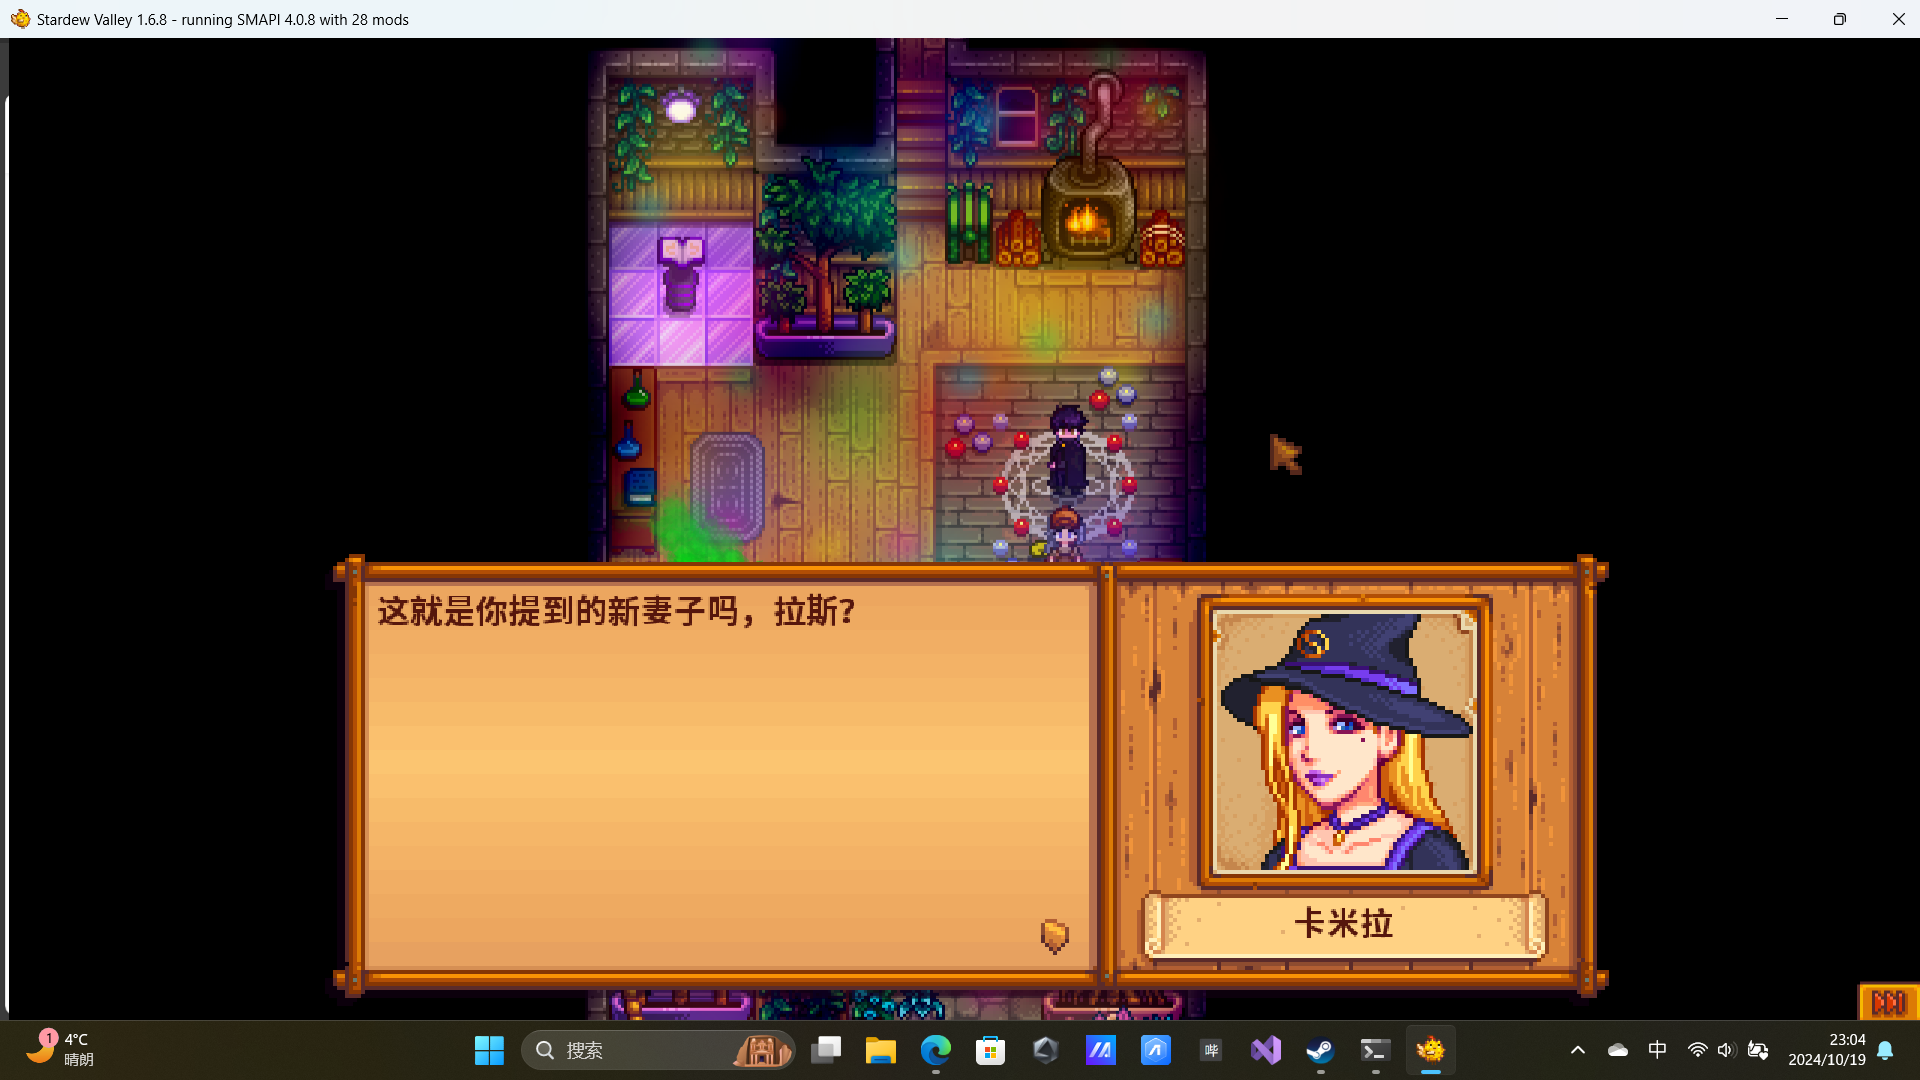 Stardew Valley 1.6.8 - running SMAPI 4.0.8 with 28 mods
这就是你提到的新妻子吗，拉斯？
卡米拉
1
4°C
晴朗
搜索
哔
中
23:04
2024/10/19